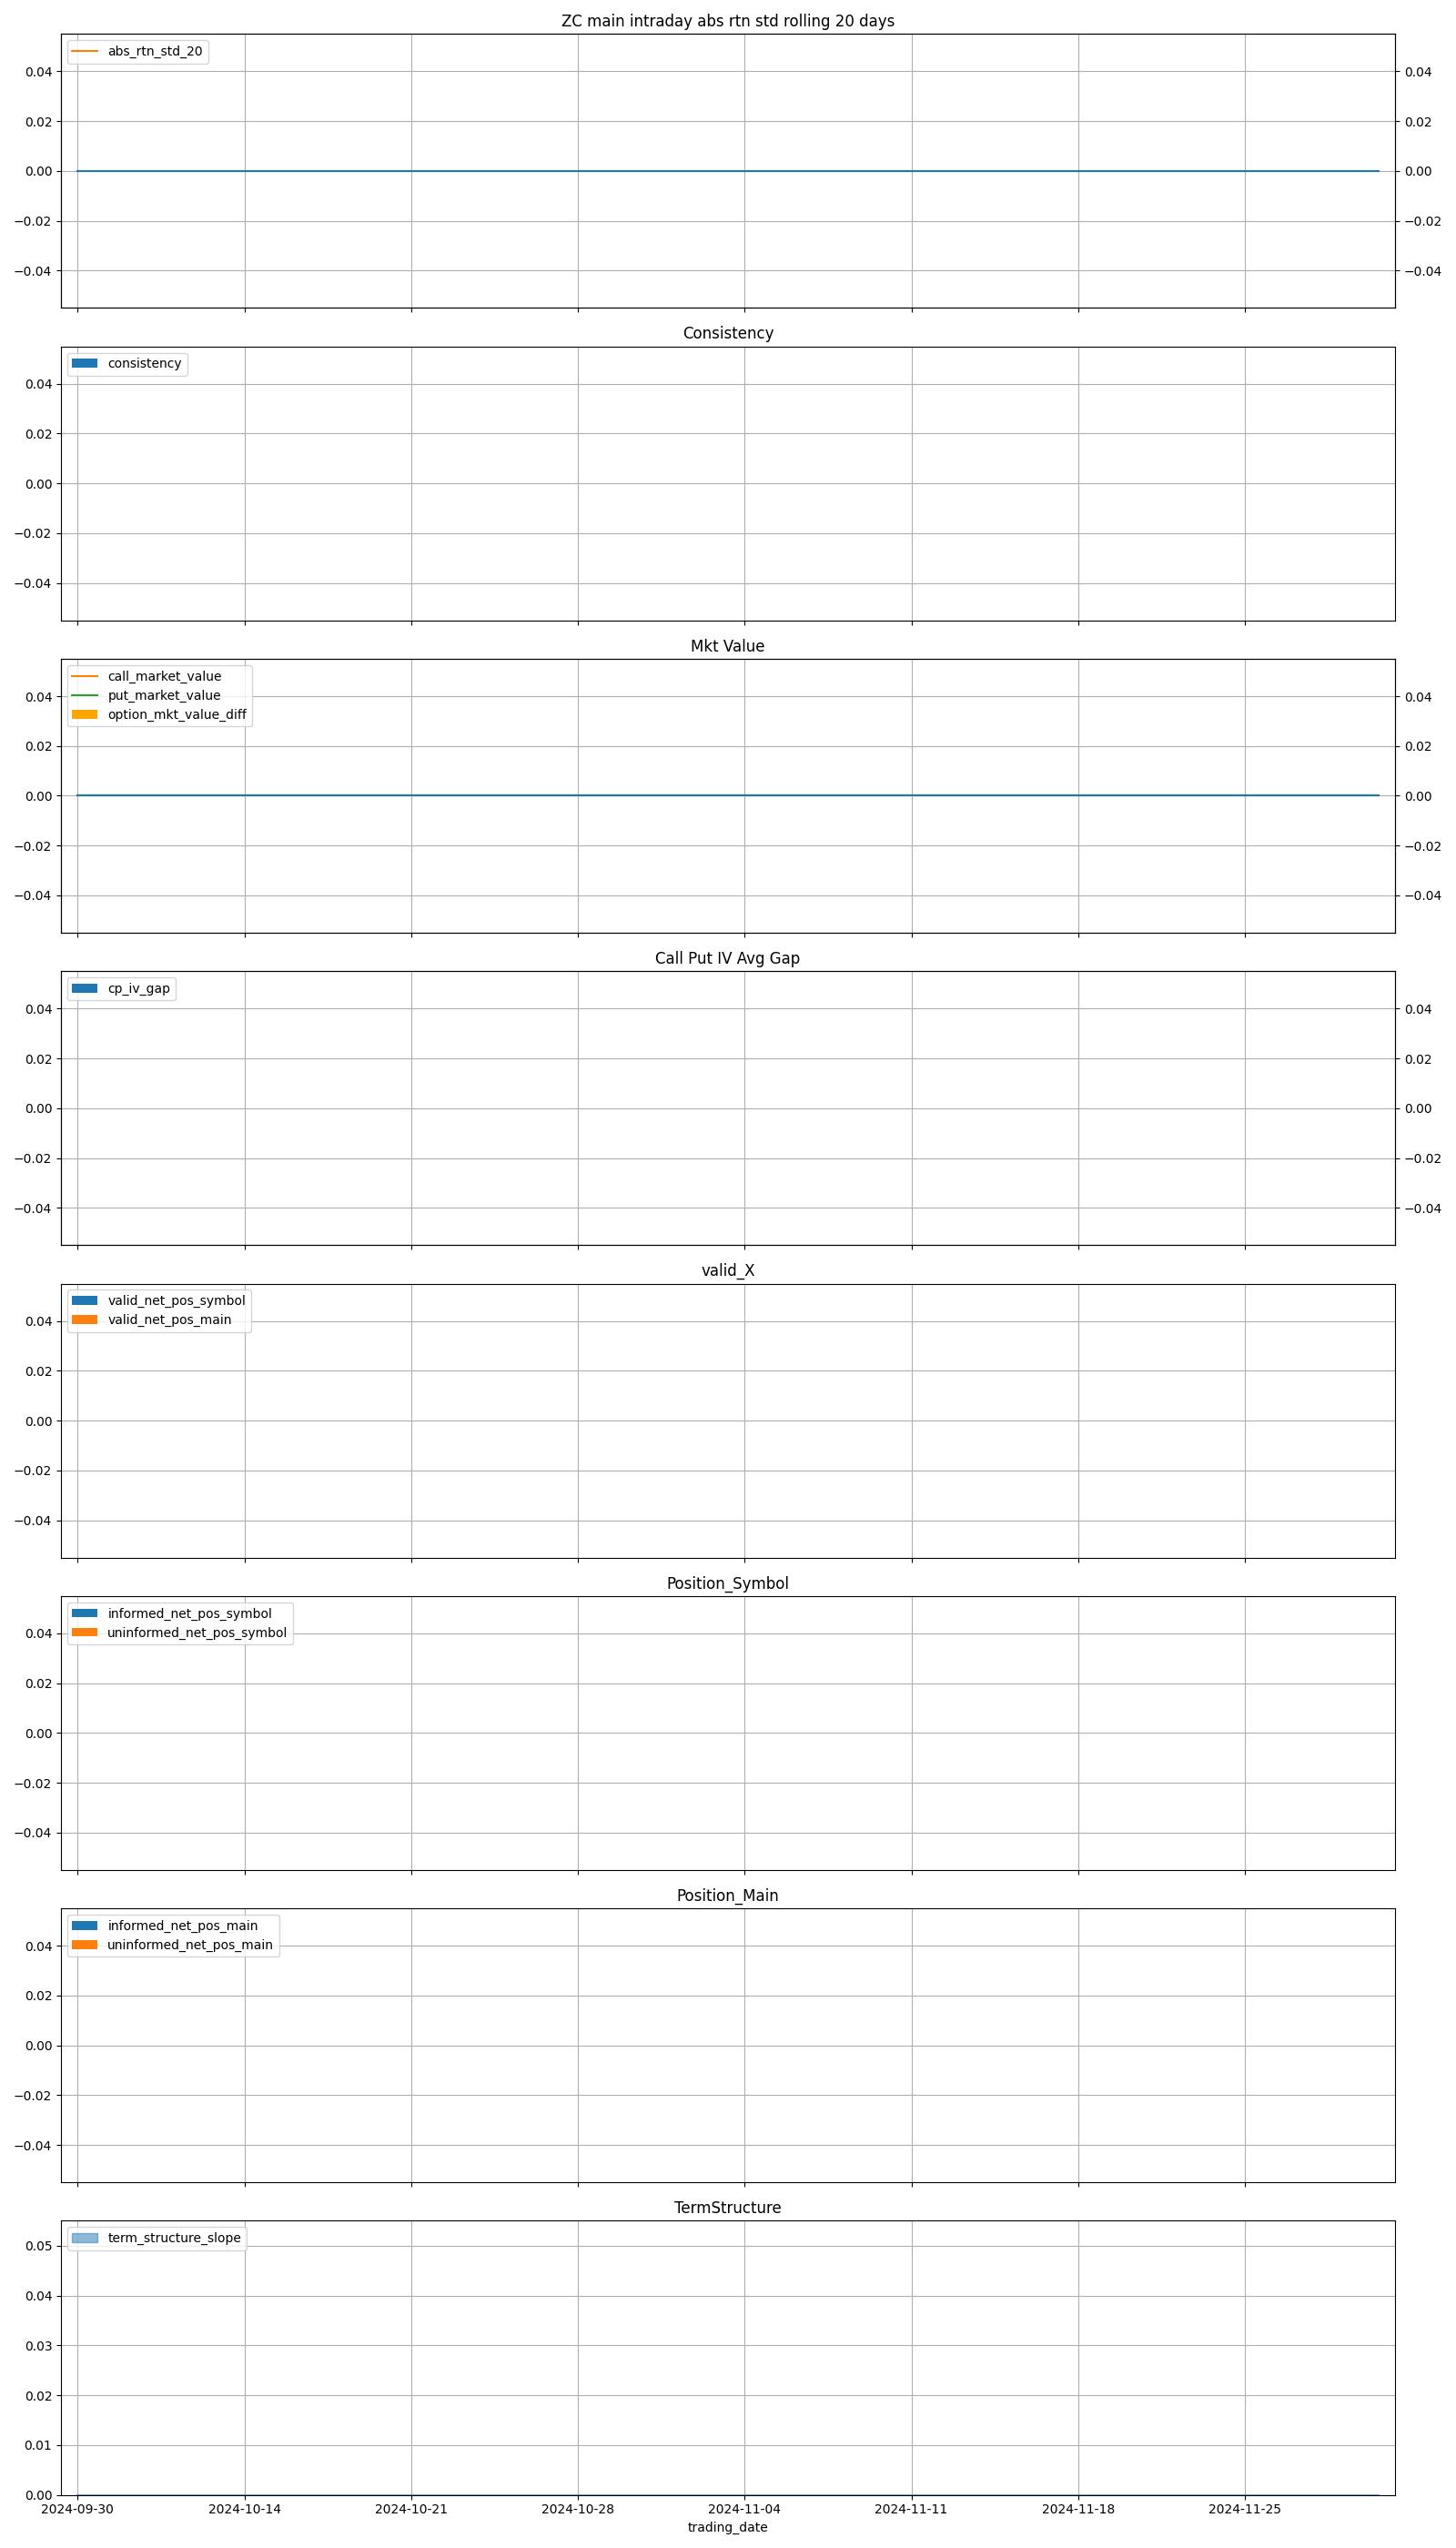 ZC main intraday abs rtn std rolling 20 days
abs_rtn_std_20
0.04 0.04
0.02 0.02
0.00 0.00
−0.02 −0.02
−0.04 −0.04
Consistency
consistency
0.04
0.02
0.00
−0.02
−0.04
Mkt Value
call_market_value
put_market_value
option_mkt_value_diff
0.04 0.04
0.02 0.02
0.00 0.00
−0.02 −0.02
−0.04 −0.04
Call Put IV Avg Gap
cp_iv_gap
0.04 0.04
0.02 0.02
0.00 0.00
−0.02 −0.02
−0.04 −0.04
valid_X
valid_net_pos_symbol
valid_net_pos_main
0.04
0.02
0.00
−0.02
−0.04
Position_Symbol
informed_net_pos_symbol
uninformed_net_pos_symbol
0.04
0.02
0.00
−0.02
−0.04
Position_Main
informed_net_pos_main
uninformed_net_pos_main
0.04
0.02
0.00
−0.02
−0.04
TermStructure
term_structure_slope
0.05
0.04
0.03
0.02
0.01
0.00
2024-09-30 2024-10-14 2024-10-21 2024-10-28 2024-11-04 2024-11-11 2024-11-18 2024-11-25
trading_date